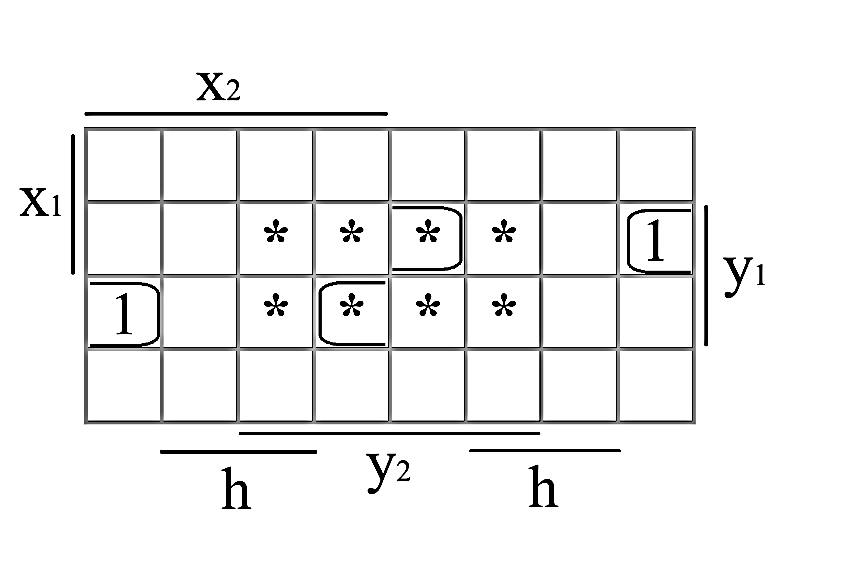 x2
x1
* * * * 1
y1
1 * * * *
h y2 h